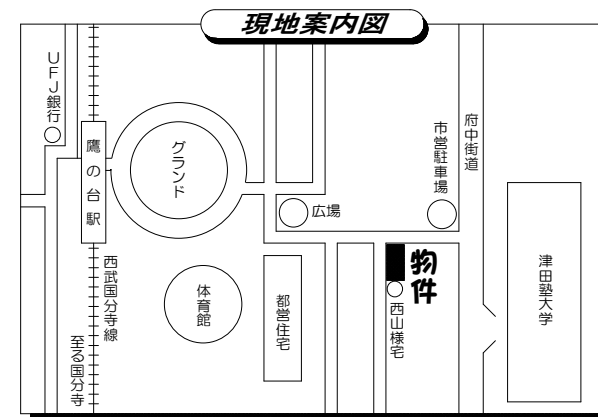 現地案内図
UFJ銀行
鷹の台駅
グランド
市営駐車場
府中街道
広場
物件
西武国分寺線
体育館
都営住宅
西山様宅
津田塾大学
至る国分寺